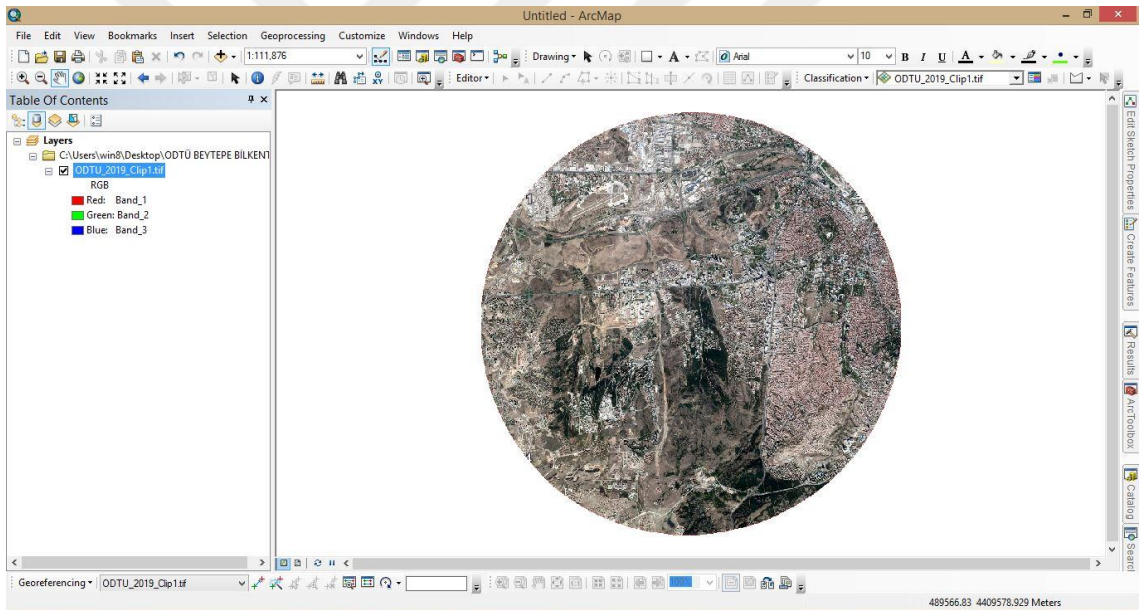 Untitled - ArcMap
File Edit View Bookmarks Insert Selection Geoprocessing Customize Windows Help
1:111,876 Drawing A Arial 10 B I U A
Editor Classification ODTU_2019_Clip1.tif
Table Of Contents
Layers
C:\Users\win8\Desktop\ODTÜ BEYTEPE BİLKENT
ODTU_2019_Clip1.tif
RGB
Red: Band_1
Green: Band_2
Blue: Band_3
Edit Sketch Properties
Create Features
Results
ArcToolbox
Catalog
Search
Georeferencing ODTU_2019_Clip1.tif 100%
489566.83 4409578.929 Meters